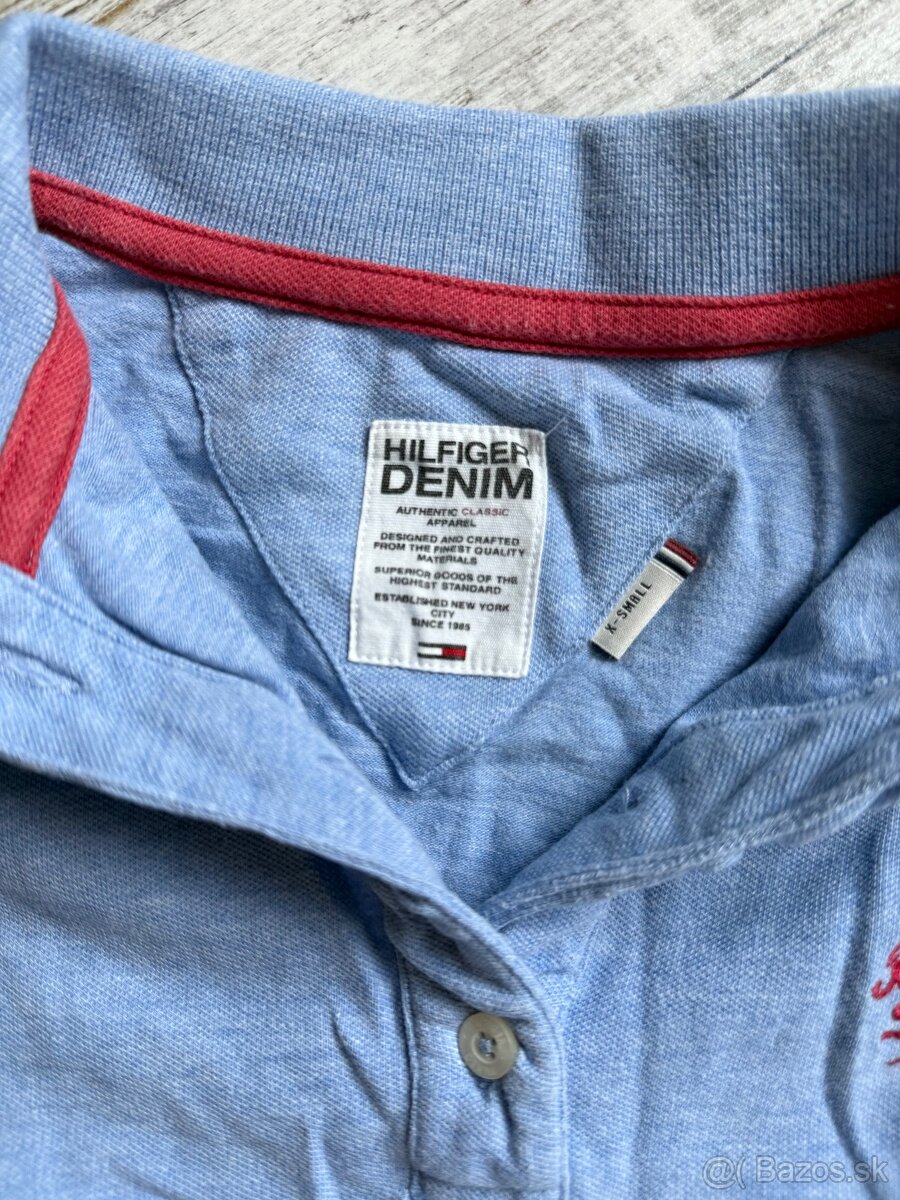 HILFIGER
DENIM
AUTHENTIC CLASSIC
APPAREL
DESIGNED AND CRAFTED
FROM THE FINEST QUALITY
MATERIALS
SUPERIOR GOODS OF THE
HIGHEST STANDARD
ESTABLISHED NEW YORK
CITY
SINCE 1985
X-SMALL
@( Bazos.sk